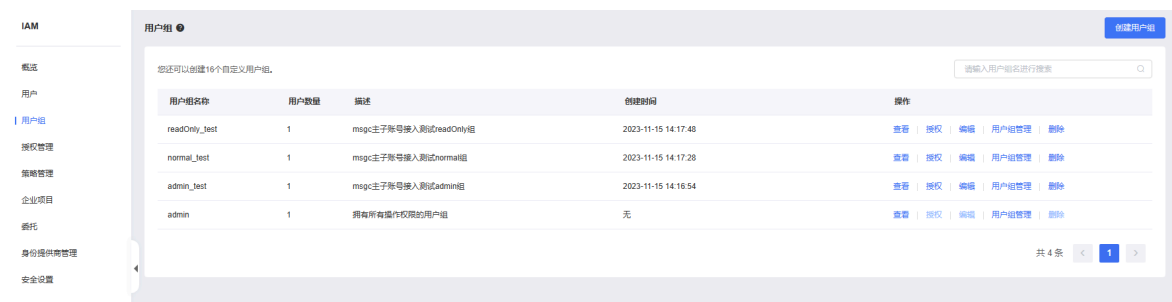 IAM
概览
用户
用户组
授权管理
策略管理
企业项目
委托
身份提供商管理
安全设置
用户组 ?
创建用户组
您还可以创建16个自定义用户组。
请输入用户组名进行搜索
用户组名称 用户数量 描述 创建时间 操作
readOnly_test 1 msgc主子账号接入测试readOnly组 2023-11-15 14:17:48 查看 授权 编辑 用户组管理 删除
normal_test 1 msgc主子账号接入测试normal组 2023-11-15 14:17:28 查看 授权 编辑 用户组管理 删除
admin_test 1 msgc主子账号接入测试admin组 2023-11-15 14:16:54 查看 授权 编辑 用户组管理 删除
admin 1 拥有所有操作权限的用户组 无 查看 授权 编辑 用户组管理 删除
共 4 条 < 1 >